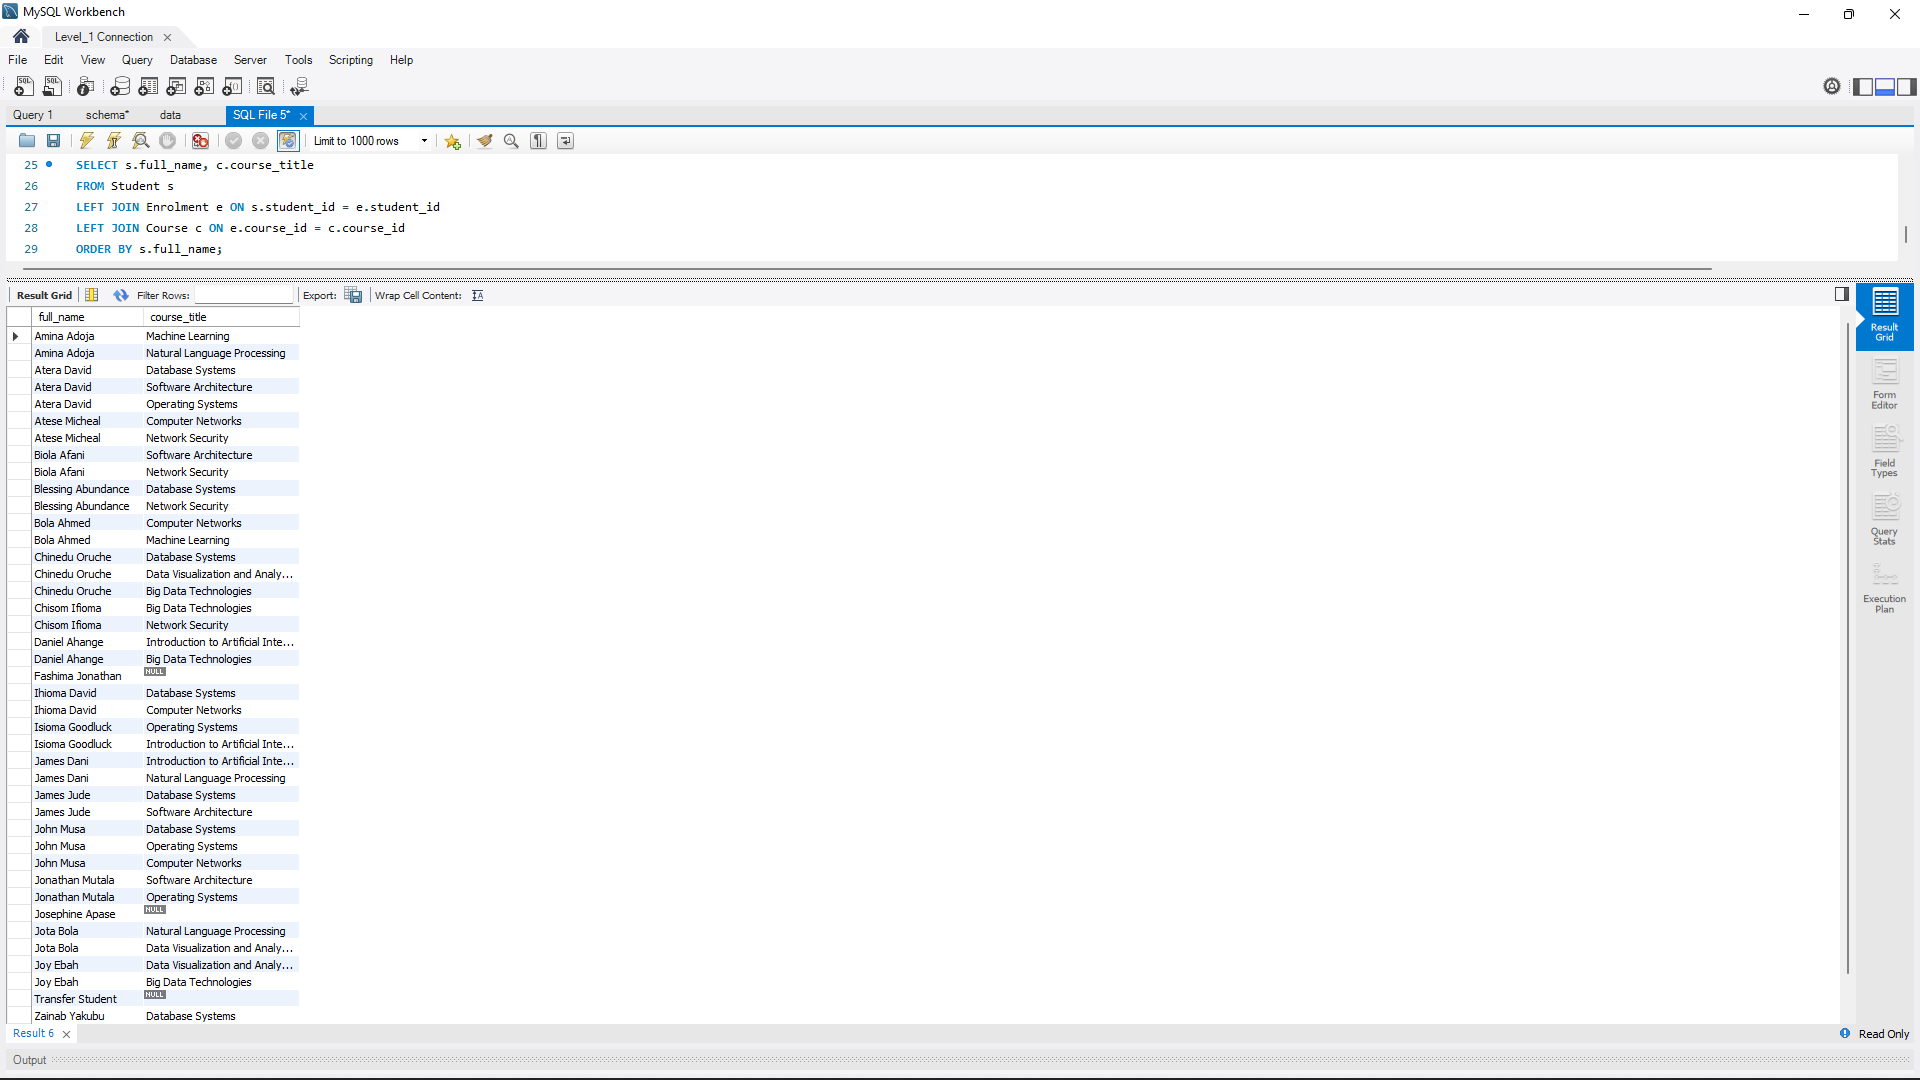 MySQL Workbench
Level_1 Connection
File Edit View Query Database Server Tools Scripting Help
Query 1 schema* data SQL File 5*
Limit to 1000 rows
25 SELECT s.full_name, c.course_title
26 FROM Student s
27 LEFT JOIN Enrolment e ON s.student_id = e.student_id
28 LEFT JOIN Course c ON e.course_id = c.course_id
29 ORDER BY s.full_name;
Result Grid Filter Rows: Export: Wrap Cell Content:
full_name course_title
Amina Adoja Machine Learning
Amina Adoja Natural Language Processing
Atera David Database Systems
Atera David Software Architecture
Atera David Operating Systems
Atese Micheal Computer Networks
Atese Micheal Network Security
Biola Afani Software Architecture
Biola Afani Network Security
Blessing Abundance Database Systems
Blessing Abundance Network Security
Bola Ahmed Computer Networks
Bola Ahmed Machine Learning
Chinedu Oruche Database Systems
Chinedu Oruche Data Visualization and Analy...
Chinedu Oruche Big Data Technologies
Chisom Ifioma Big Data Technologies
Chisom Ifioma Network Security
Daniel Ahange Introduction to Artificial Inte...
Daniel Ahange Big Data Technologies
Fashima Jonathan NULL
Ihioma David Database Systems
Ihioma David Computer Networks
Isioma Goodluck Operating Systems
Isioma Goodluck Introduction to Artificial Inte...
James Dani Introduction to Artificial Inte...
James Dani Natural Language Processing
James Jude Database Systems
James Jude Software Architecture
John Musa Database Systems
John Musa Operating Systems
John Musa Computer Networks
Jonathan Mutala Software Architecture
Jonathan Mutala Operating Systems
Josephine Apase NULL
Jota Bola Natural Language Processing
Jota Bola Data Visualization and Analy...
Joy Ebah Data Visualization and Analy...
Joy Ebah Big Data Technologies
Transfer Student NULL
Zainab Yakubu Database Systems
Result
Grid
Form
Editor
Field
Types
Query
Stats
Execution
Plan
Result 6
Read Only
Output